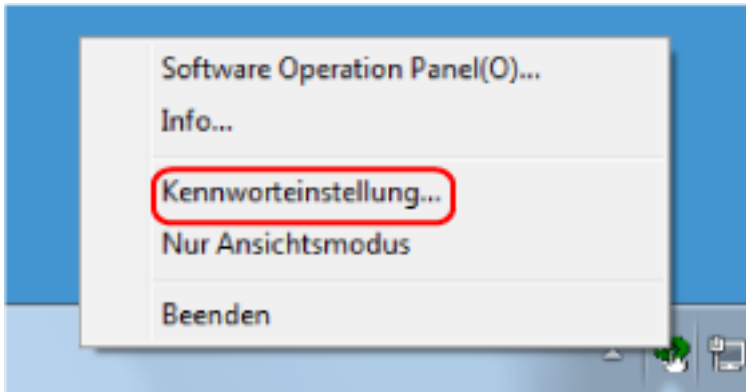 Software Operation Panel(O)...
Info...
Kennworteinstellung...
Nur Ansichtsmodus
Beenden